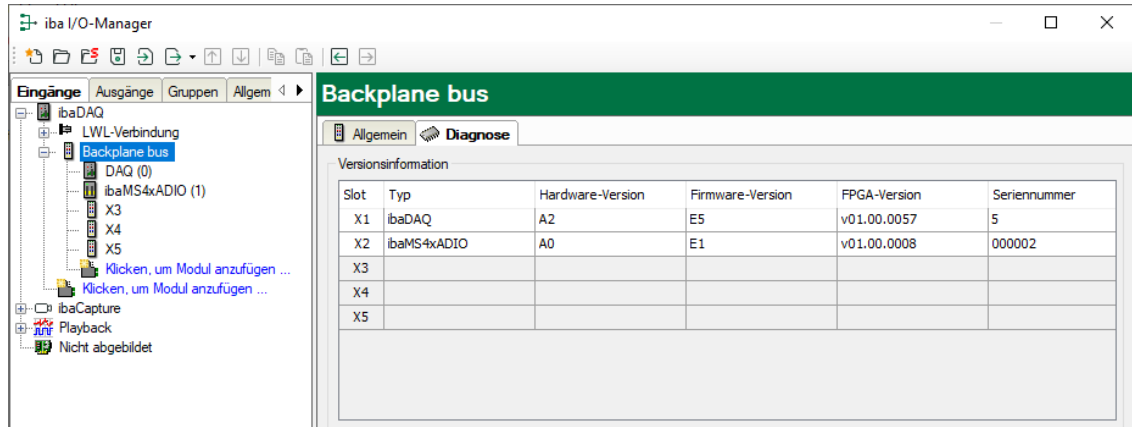 iba I/O-Manager
Eingänge Ausgänge Gruppen Allgem
ibaDAQ
LWL-Verbindung
Backplane bus
DAQ (0)
ibaMS4xADIO (1)
X3
X4
X5
Klicken, um Modul anzufügen ...
Klicken, um Modul anzufügen ...
ibaCapture
Playback
Nicht abgebildet
Backplane bus
Allgemein Diagnose
Versionsinformation
Slot Typ Hardware-Version Firmware-Version FPGA-Version Seriennummer
X1 ibaDAQ A2 E5 v01.00.0057 5
X2 ibaMS4xADIO A0 E1 v01.00.0008 000002
X3
X4
X5